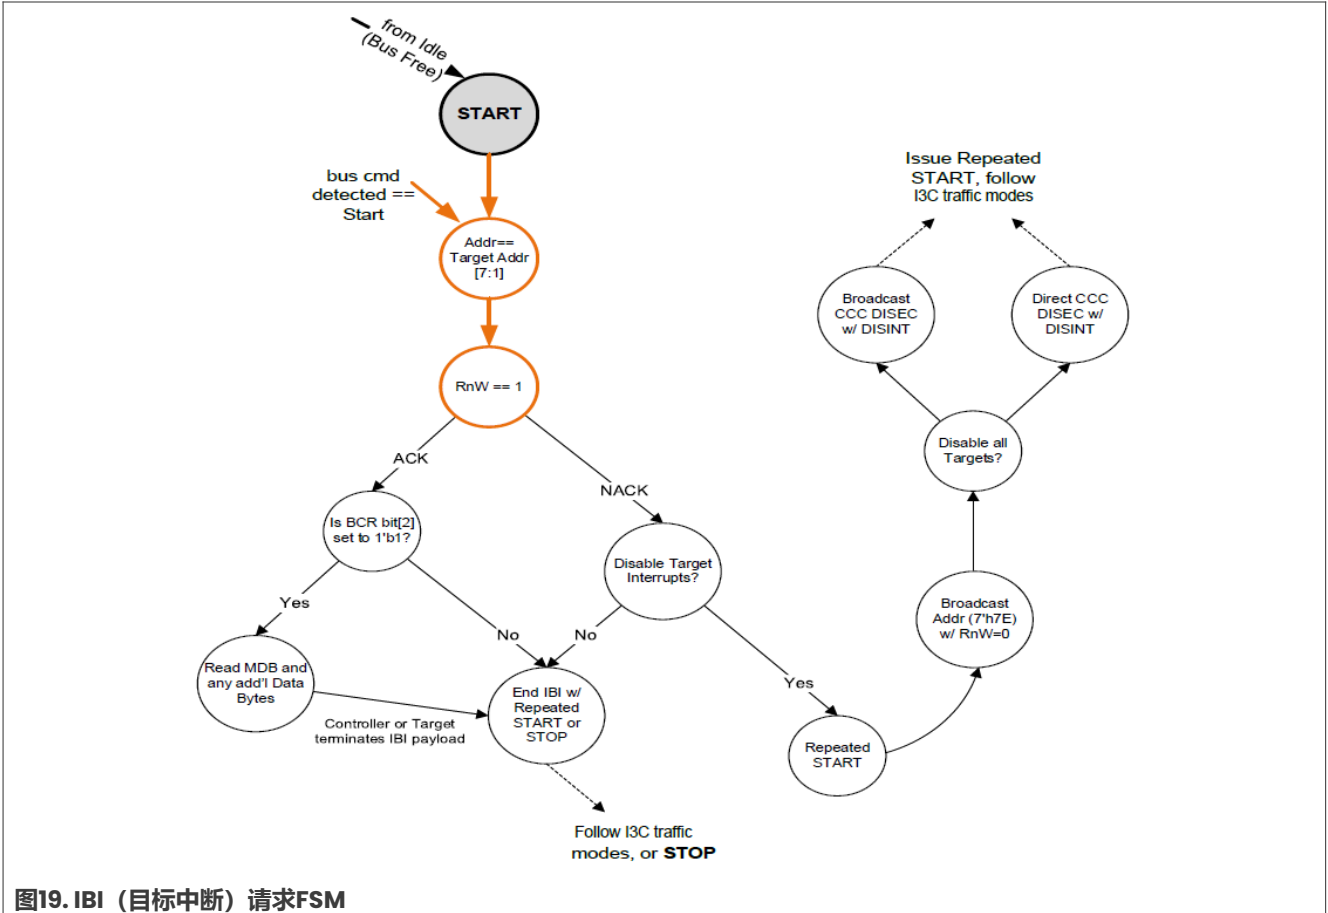 from Idle
(Bus Free)
START
bus cmd
detected ==
Start
Addr==
Target Addr
[7:1]
RnW == 1
ACK
NACK
Is BCR bit[2]
set to 1'b1?
Disable Target
Interrupts?
Yes
No
No
Yes
Read MDB and
any add'l Data
Bytes
Controller or Target
terminates IBI payload
End IBI w/
Repeated
START or
STOP
Follow I3C traffic
modes, or STOP
Repeated
START
Broadcast
Addr (7'h7E)
w/ RnW=0
Disable all
Targets?
Broadcast
CCC DISEC
w/ DISINT
Direct CCC
DISEC w/
DISINT
Issue Repeated
START, follow
I3C traffic modes
图19. IBI（目标中断）请求FSM